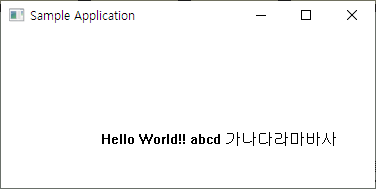 Sample Application
Hello World!! abcd 가나다라마바사